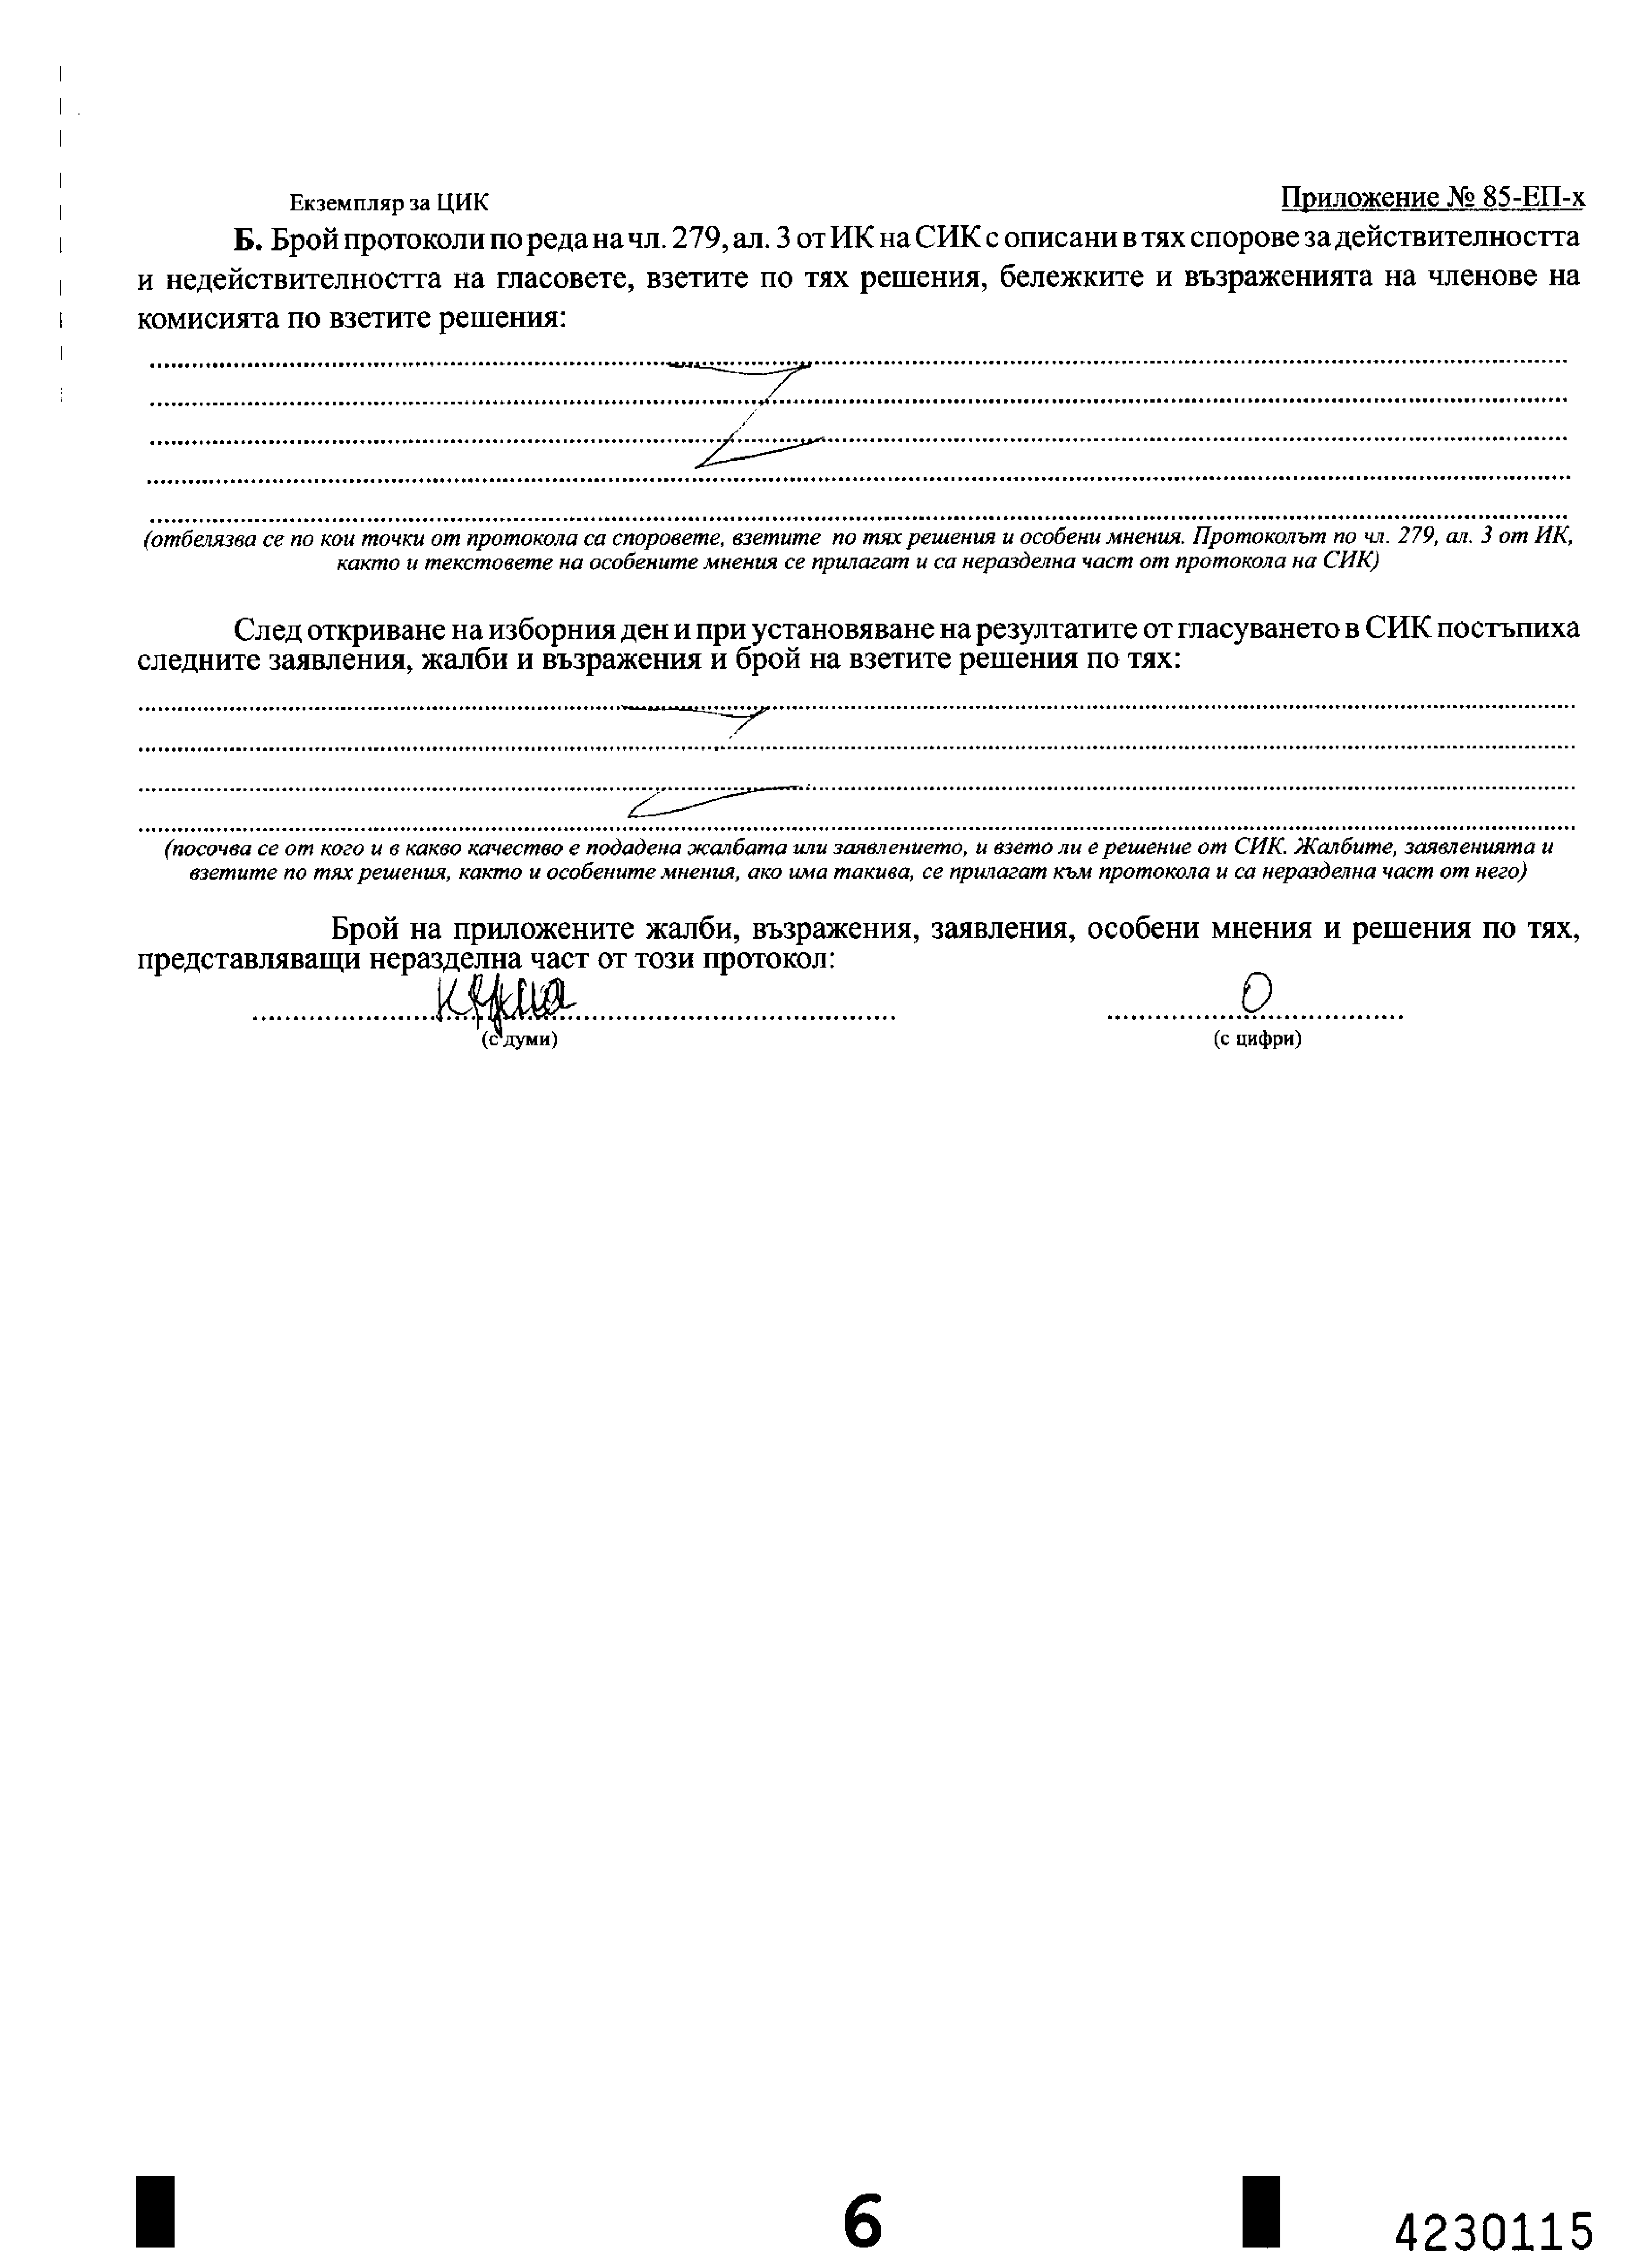 Екземпляр за ЦИК
Приложение № 85-ЕП-х
Б. Брой протоколи по реда на чл. 279, ал. 3 от ИК на СИК с описани в тях спорове за действителността
и недействителността на гласовете, взетите по тях решения, бележките и възраженията на членове на
комисията по взетите решения:
(отбелязва се по кои точки от протокола са споровете, взетите по тях решения и особени мнения. Протоколът по чл. 279, ал. 3 от ИК,
както и текстовете на особените мнения се прилагат и са неразделна част от протокола на СИК)
След откриване на изборния ден и при установяване на резултатите от гласуването в СИК постъпиха
следните заявления, жалби и възражения и брой на взетите решения по тях:
(посочва се от кого и в какво качество е подадена жалбата или заявлението, и взето ли е решение от СИК. Жалбите, заявленията и
взетите по тях решения, както и особените мнения, ако има такива, се прилагат към протокола и са неразделна част от него)
Брой на приложените жалби, възражения, заявления, особени мнения и решения по тях,
представляващи неразделна част от този протокол:
0
(с думи)
(с цифри)
6
4230115